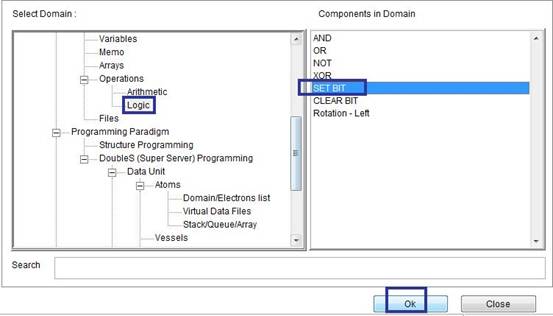 Select Domain :
Components in Domain
Variables
Memo
Arrays
Operations
Arithmetic
Logic
Files
Programming Paradigm
Structure Programming
DoubleS (Super Server) Programming
Data Unit
Atoms
Domain/Electrons list
Virtual Data Files
Stack/Queue/Array
Vessels
AND
OR
NOT
XOR
SET BIT
CLEAR BIT
Rotation - Left
Search
Ok
Close